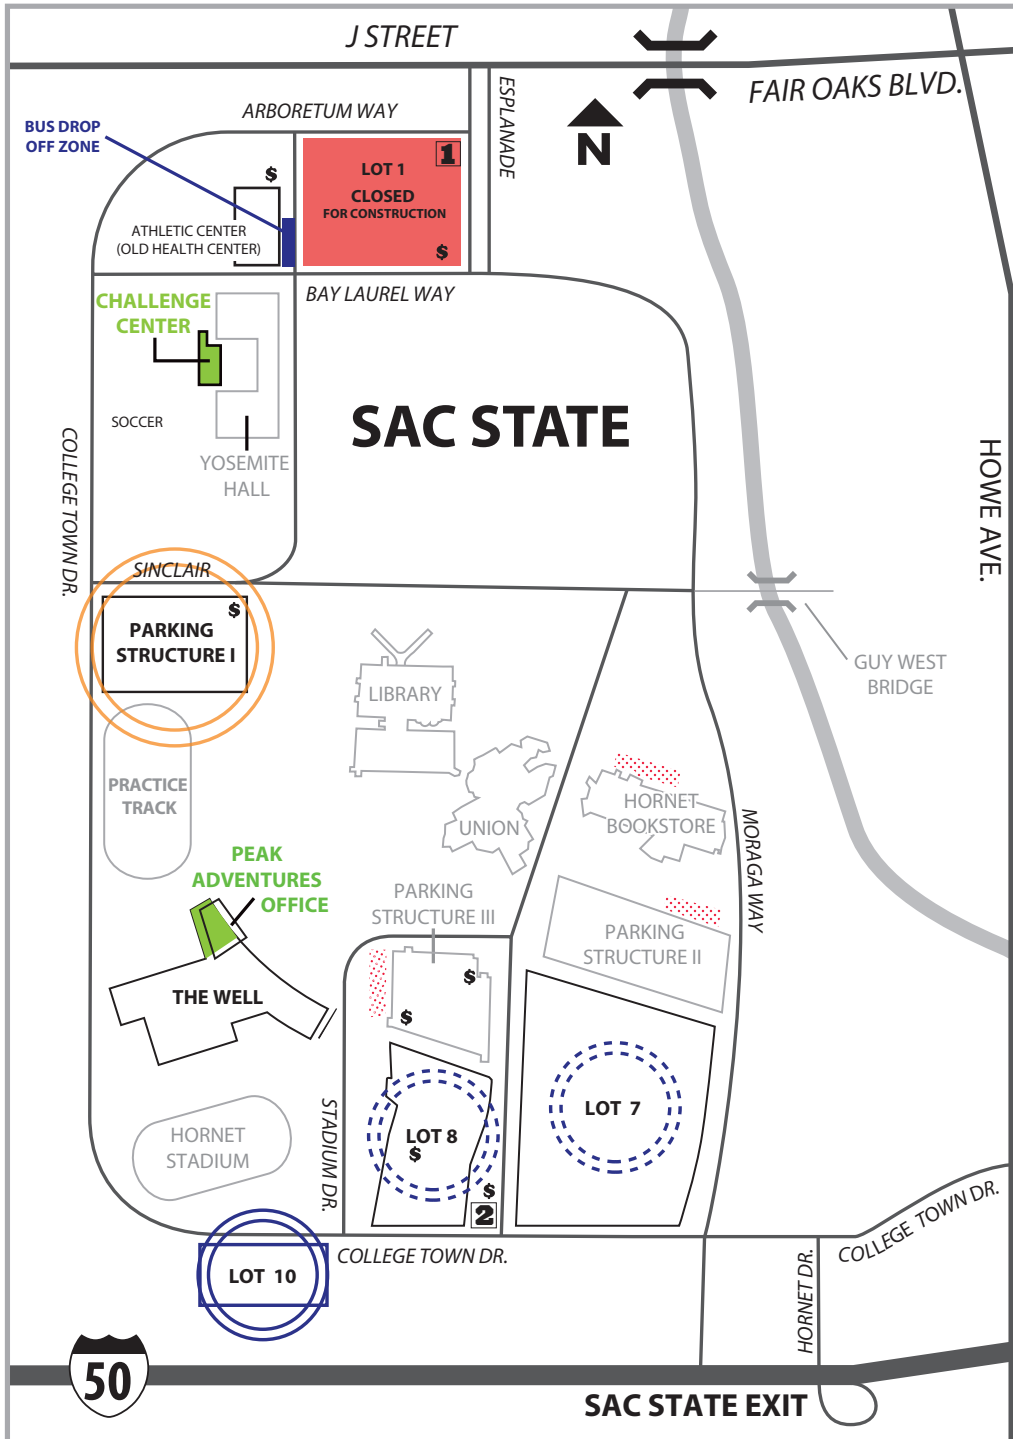 J STREET
FAIR OAKS BLVD.
ARBORETUM WAY
ESPLANADE
N
BUS DROP
OFF ZONE
$
1
LOT 1
CLOSED
FOR CONSTRUCTION
$
ATHLETIC CENTER
(OLD HEALTH CENTER)
BAY LAUREL WAY
CHALLENGE
CENTER
SAC STATE
SOCCER
YOSEMITE
HALL
COLLEGE TOWN DR.
HOWE AVE.
SINCLAIR
$
PARKING
STRUCTURE I
GUY WEST
BRIDGE
LIBRARY
PRACTICE
TRACK
HORNET
BOOKSTORE
UNION
MORAGA WAY
PEAK
ADVENTURES
OFFICE
PARKING
STRUCTURE III
PARKING
STRUCTURE II
$
$
THE WELL
LOT 7
LOT 8
$
STADIUM DR.
HORNET
STADIUM
$
2
COLLEGE TOWN DR.
COLLEGE TOWN DR.
HORNET DR.
LOT 10
50
SAC STATE EXIT